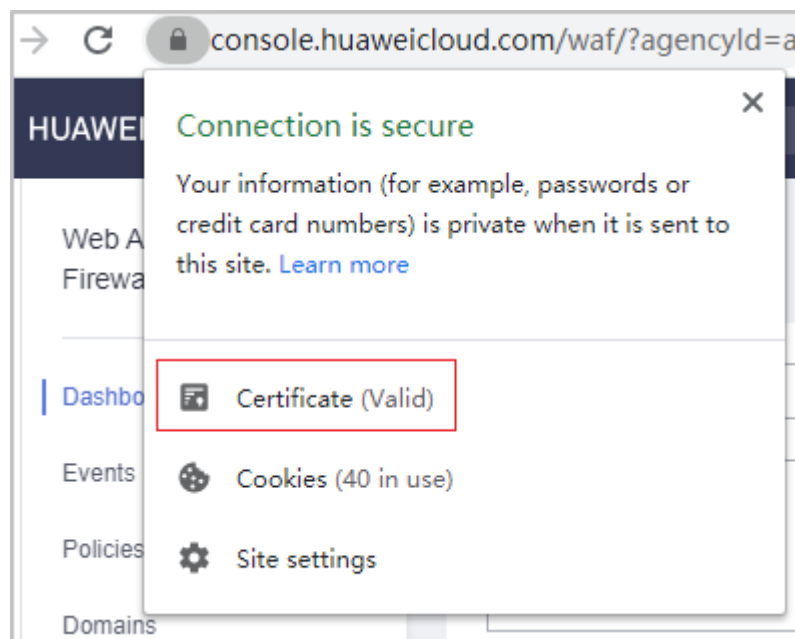 console.huaweicloud.com/waf/?agencyId=a
HUAWEI
Connection is secure
Your information (for example, passwords or
credit card numbers) is private when it is sent to
this site. Learn more
Web A
Firewa
Certificate (Valid)
Dashbo
Cookies (40 in use)
Events
Site settings
Policies
Domains